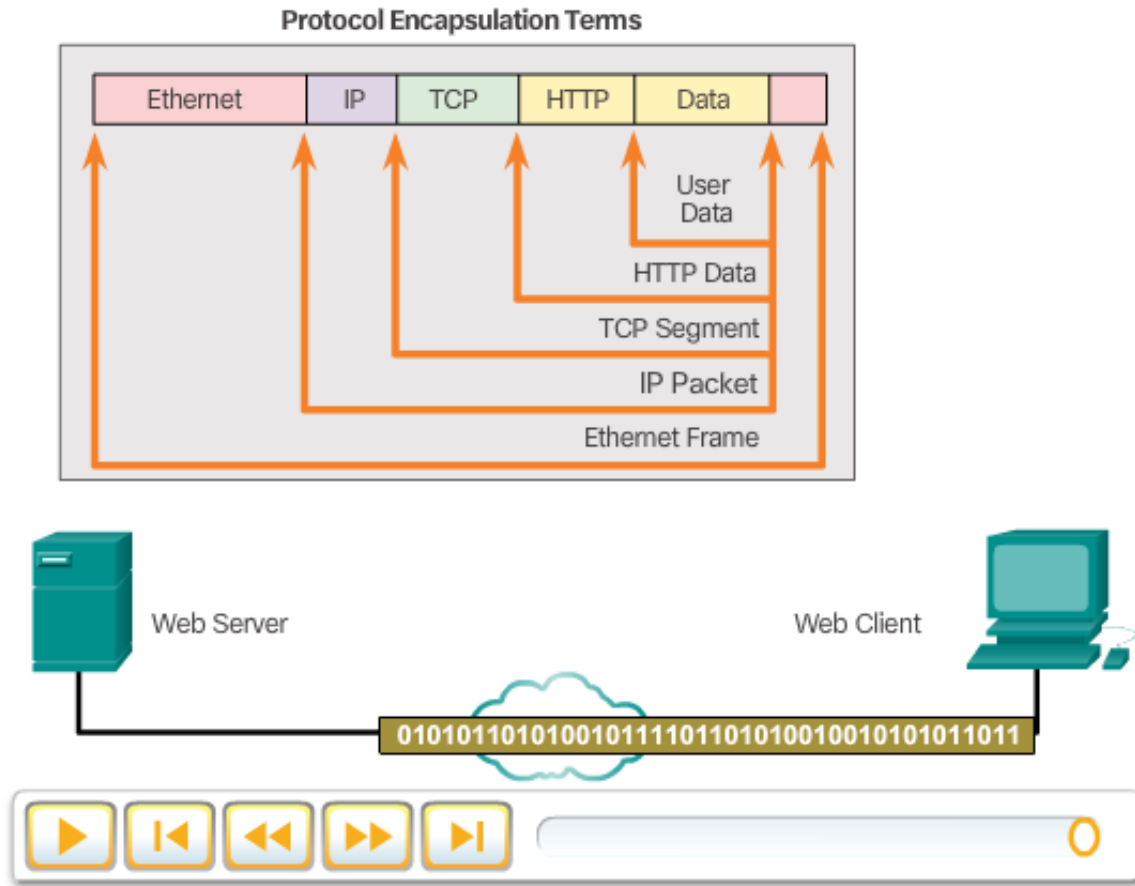 Protocol Encapsulation Terms
Ethernet IP TCP HTTP Data
User
Data
HTTP Data
TCP Segment
IP Packet
Ethernet Frame
Web Server
Web Client
010101101010010111101101010010010101011011